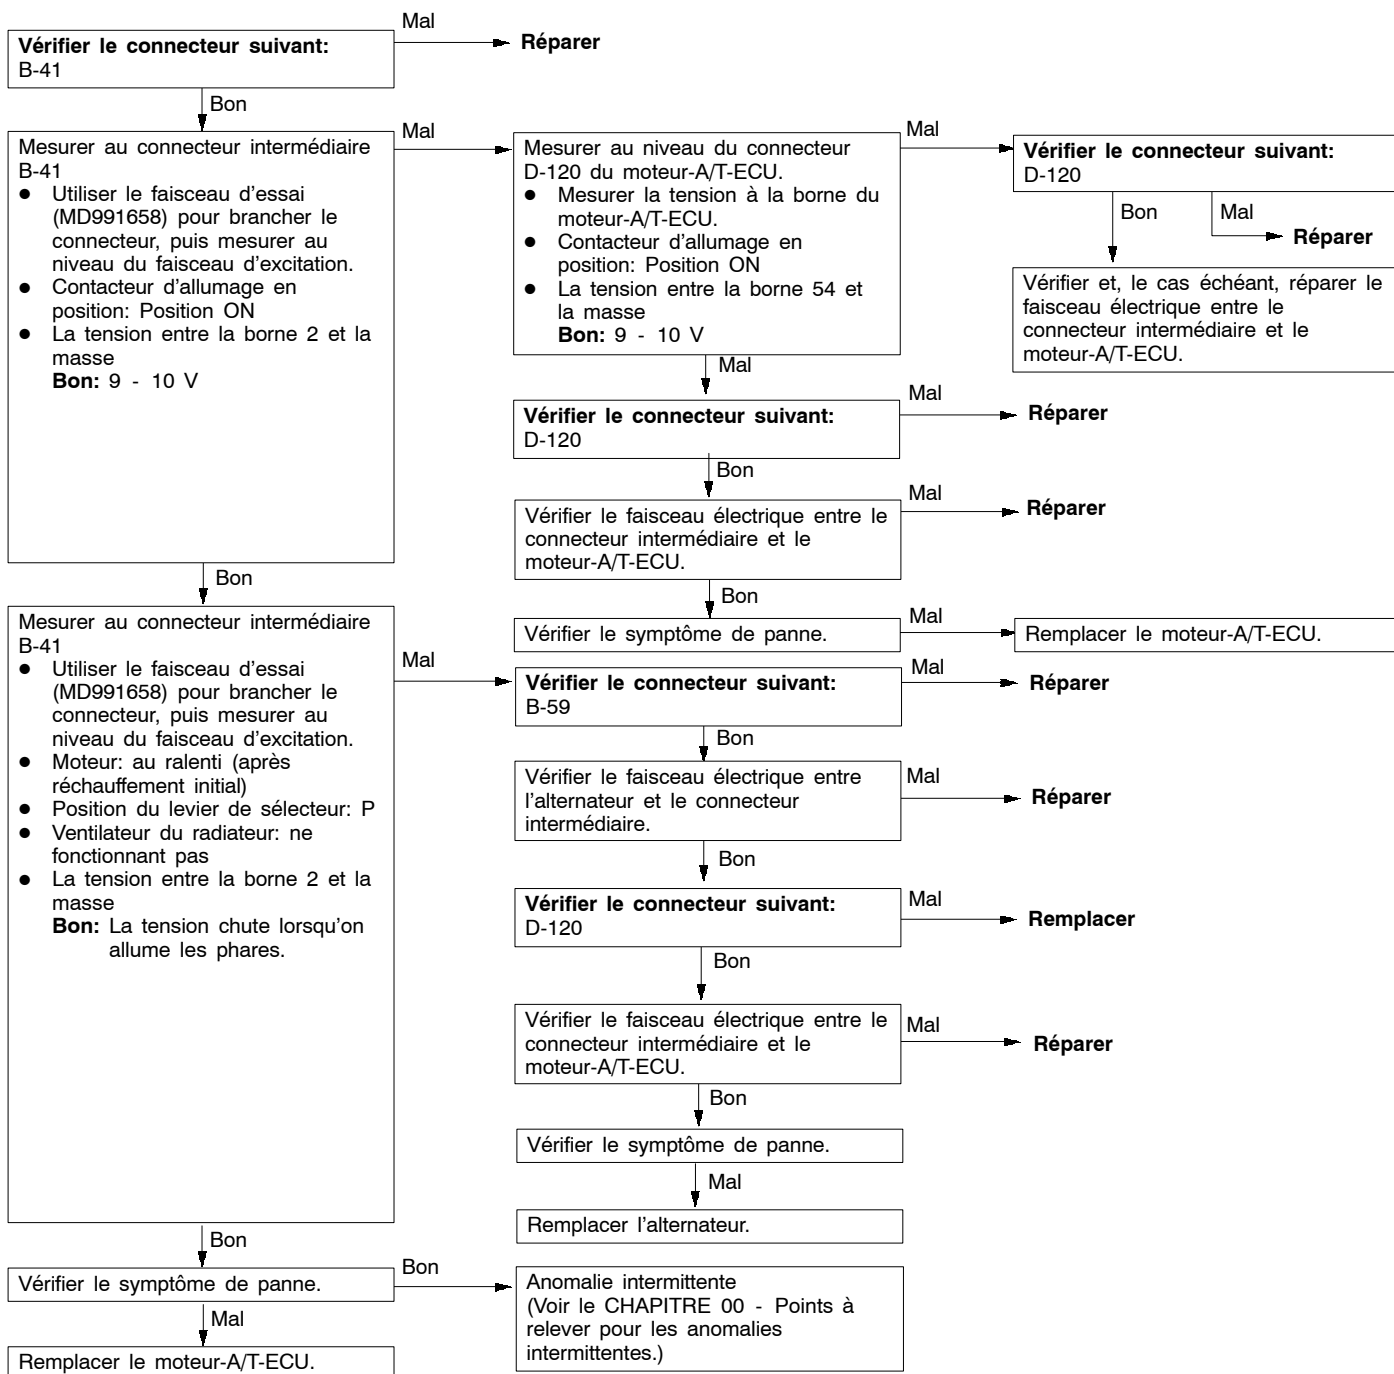 Vérifier le connecteur suivant:
B-41
Mal
Réparer
Bon
Mesurer au connecteur intermédiaire
B-41
● Utiliser le faisceau d'essai
(MD991658) pour brancher le
connecteur, puis mesurer au
niveau du faisceau d'excitation.
● Contacteur d'allumage en
position: Position ON
● La tension entre la borne 2 et la
masse
Bon: 9 - 10 V
Mal
Mesurer au niveau du connecteur
D-120 du moteur-A/T-ECU.
● Mesurer la tension à la borne du
moteur-A/T-ECU.
● Contacteur d'allumage en
position: Position ON
● La tension entre la borne 54 et
la masse
Bon: 9 - 10 V
Mal
Vérifier le connecteur suivant:
D-120
Bon
Mal
Réparer
Vérifier et, le cas échéant, réparer le
faisceau électrique entre le
connecteur intermédiaire et le
moteur-A/T-ECU.
Mal
Vérifier le connecteur suivant:
D-120
Mal
Réparer
Bon
Vérifier le faisceau électrique entre le
connecteur intermédiaire et le
moteur-A/T-ECU.
Mal
Réparer
Bon
Vérifier le symptôme de panne.
Mal
Remplacer le moteur-A/T-ECU.
Bon
Mesurer au connecteur intermédiaire
B-41
● Utiliser le faisceau d'essai
(MD991658) pour brancher le
connecteur, puis mesurer au
niveau du faisceau d'excitation.
● Moteur: au ralenti (après
réchauffement initial)
● Position du levier de sélecteur: P
● Ventilateur du radiateur: ne
fonctionnant pas
● La tension entre la borne 2 et la
masse
Bon: La tension chute lorsqu'on
allume les phares.
Mal
Vérifier le connecteur suivant:
B-59
Mal
Réparer
Bon
Vérifier le faisceau électrique entre
l'alternateur et le connecteur
intermédiaire.
Mal
Réparer
Bon
Vérifier le connecteur suivant:
D-120
Mal
Remplacer
Bon
Vérifier le faisceau électrique entre le
connecteur intermédiaire et le
moteur-A/T-ECU.
Mal
Réparer
Bon
Vérifier le symptôme de panne.
Mal
Remplacer l'alternateur.
Bon
Vérifier le symptôme de panne.
Bon
Anomalie intermittente
(Voir le CHAPITRE 00 - Points à
relever pour les anomalies
intermittentes.)
Mal
Remplacer le moteur-A/T-ECU.